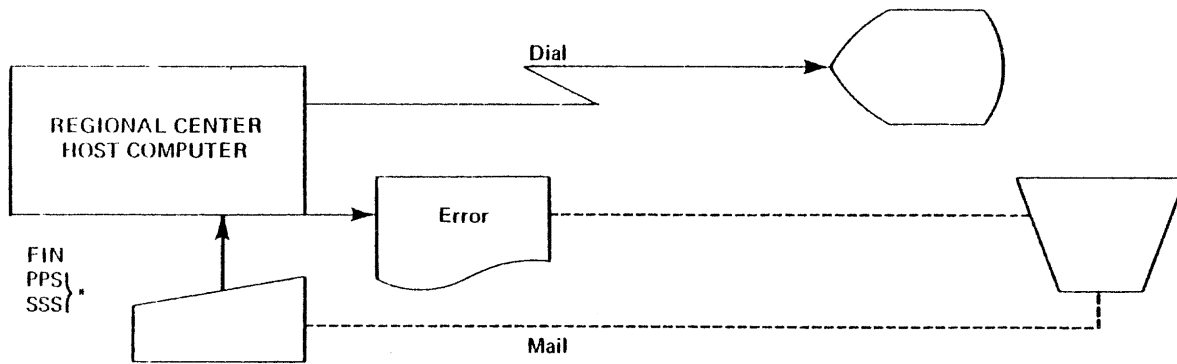 Dial
REGIONAL CENTER
HOST COMPUTER
Error
FIN
PPS
SSS } *
Mail